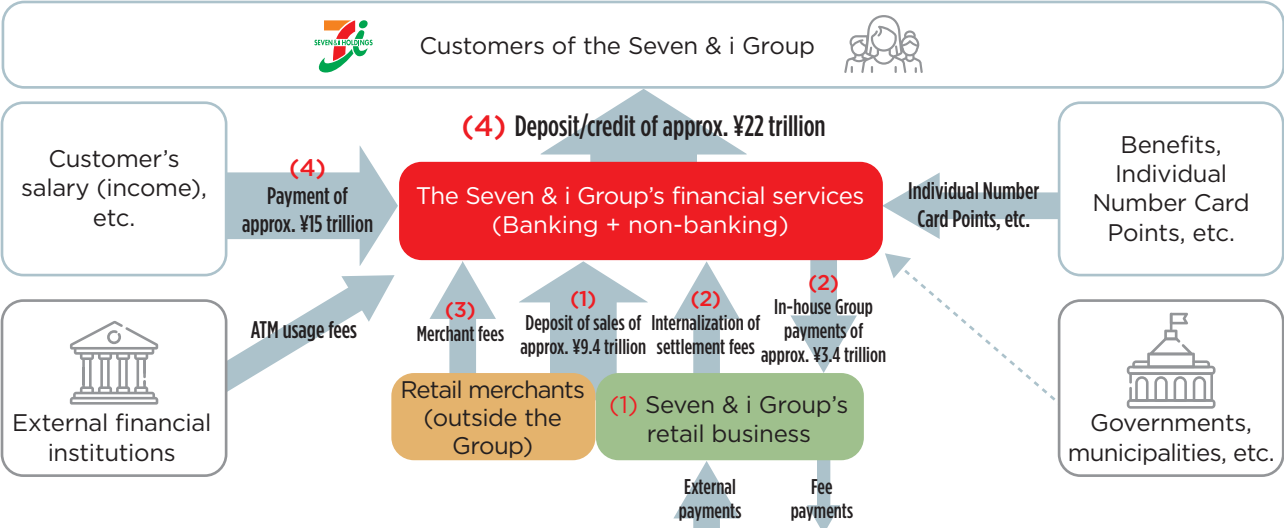 SEVEN & i HOLDINGS
Customers of the Seven & i Group
(4) Deposit/credit of approx. ¥22 trillion
Customer's
salary (income),
etc.
(4)
Payment of
approx. ¥15 trillion
The Seven & i Group's financial services
(Banking + non-banking)
Individual Number
Card Points, etc.
Benefits,
Individual
Number Card
Points, etc.
External financial
institutions
ATM usage fees
(3)
Merchant fees
(1)
Deposit of sales of
approx. ¥9.4 trillion
(2)
Internalization of
settlement fees
(2)
In-house Group
payments of
approx. ¥3.4 trillion
Retail merchants
(outside the
Group)
(1) Seven & i Group's
retail business
Governments,
municipalities, etc.
External
payments
Fee
payments